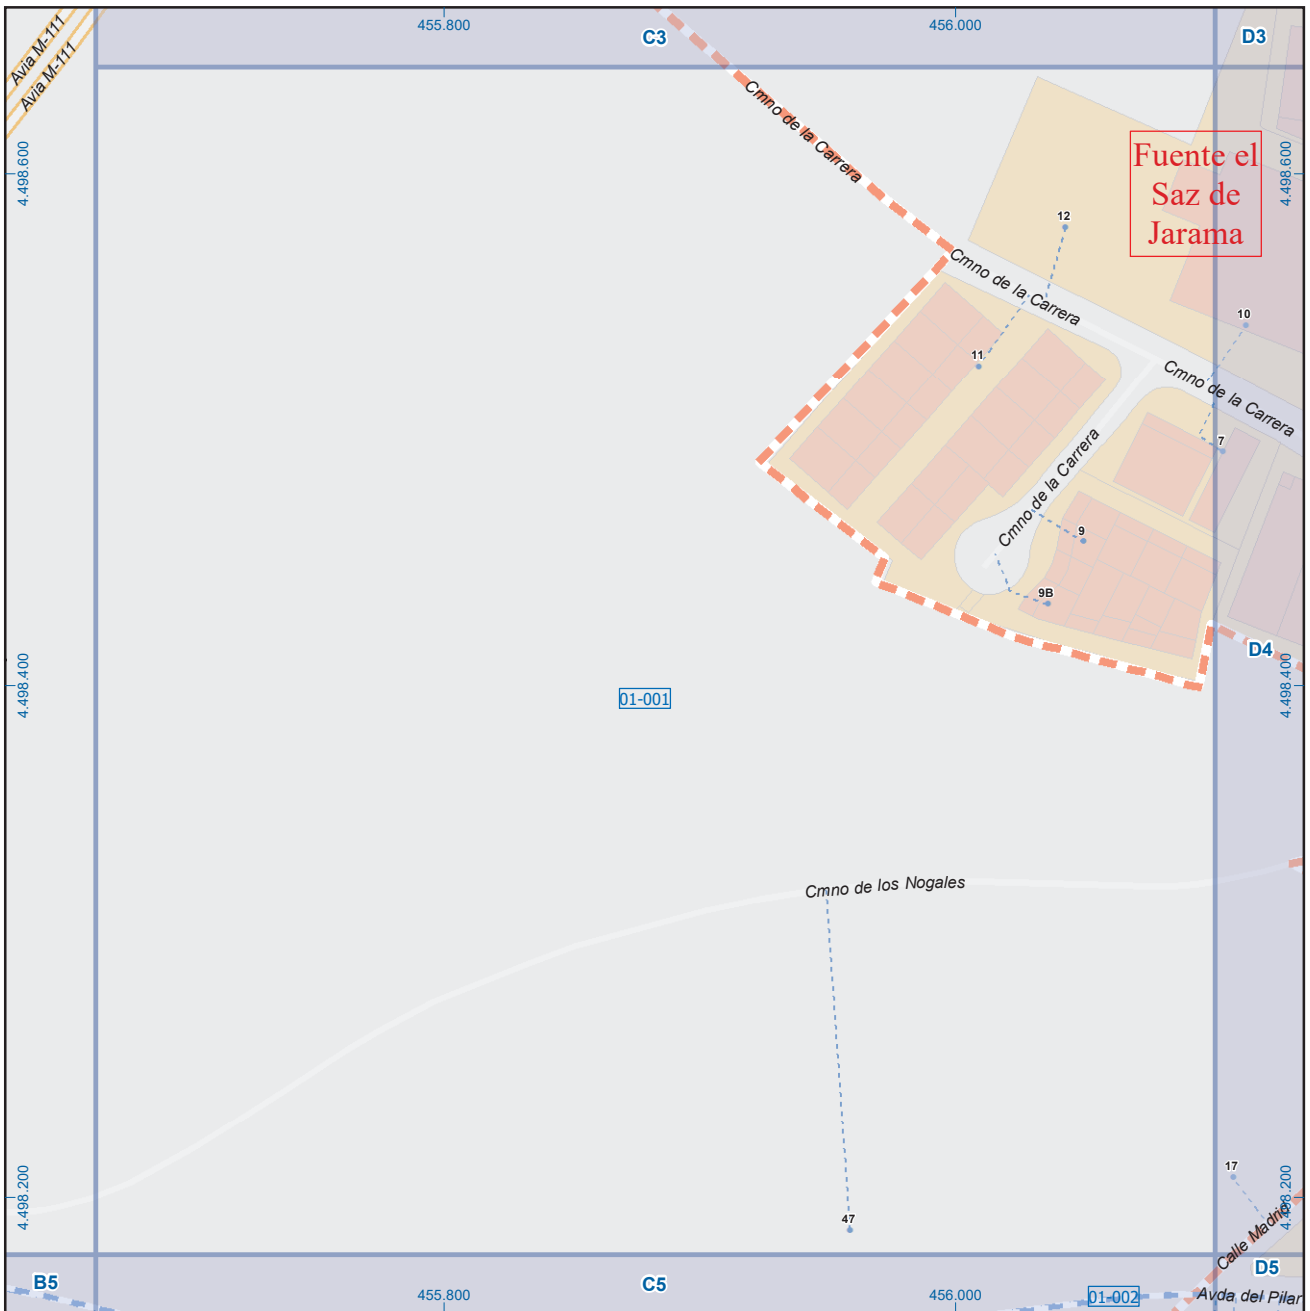 455.800
456.000
C3
D3
Avia M-111
Avia M-111
Cmno de la Carrera
4.498.600
4.498.600
Fuente el
Saz de
Jarama
12
Cmno de la Carrera
10
11
Cmno de la Carrera
Cmno de la Carrera
7
9
9B
D4
4.498.400
4.498.400
01-001
Cmno de los Nogales
17
4.498.200
4.498.200
47
Calle Madrid
B5
C5
D5
455.800
456.000
01-002
Avda del Pilar